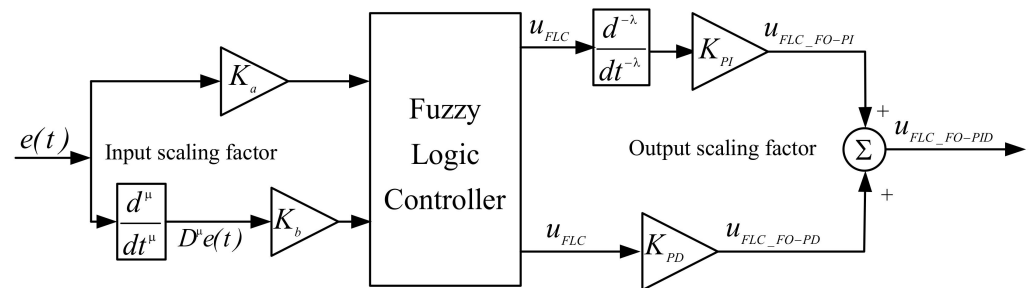 e(t)
K_a
Input scaling factor
d^μ
dt^μ
D^μe(t)
K_b
Fuzzy
Logic
Controller
u_FLC
d^-λ
dt^-λ
K_PI
u_FLC_FO-PI
Output scaling factor
+
Σ
u_FLC_FO-PID
+
u_FLC
K_PD
u_FLC_FO-PD